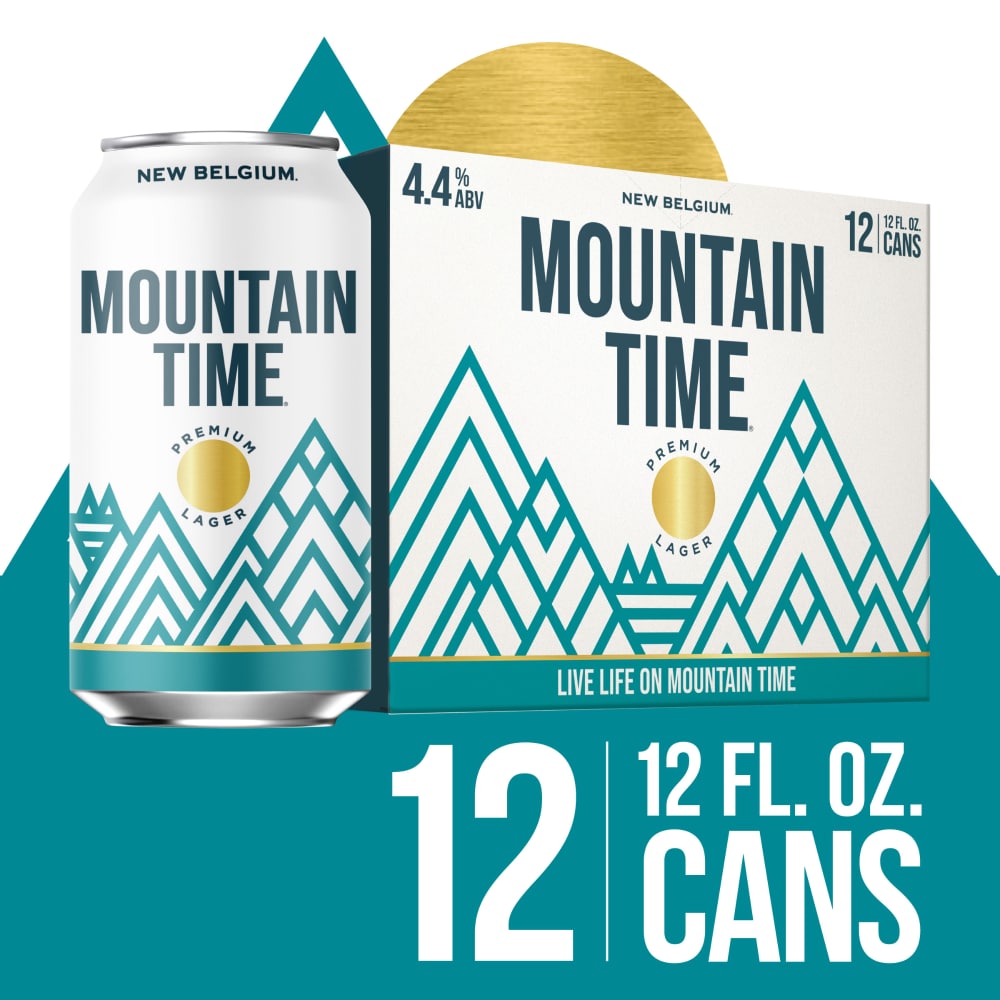 NEW BELGIUM.
MOUNTAIN
TIME®
PREMIUM
LAGER
4.4% ABV
NEW BELGIUM.
12 | 12 FL. OZ. CANS
MOUNTAIN
TIME®
PREMIUM
LAGER
LIVE LIFE ON MOUNTAIN TIME
12 | 12 FL. OZ.
CANS